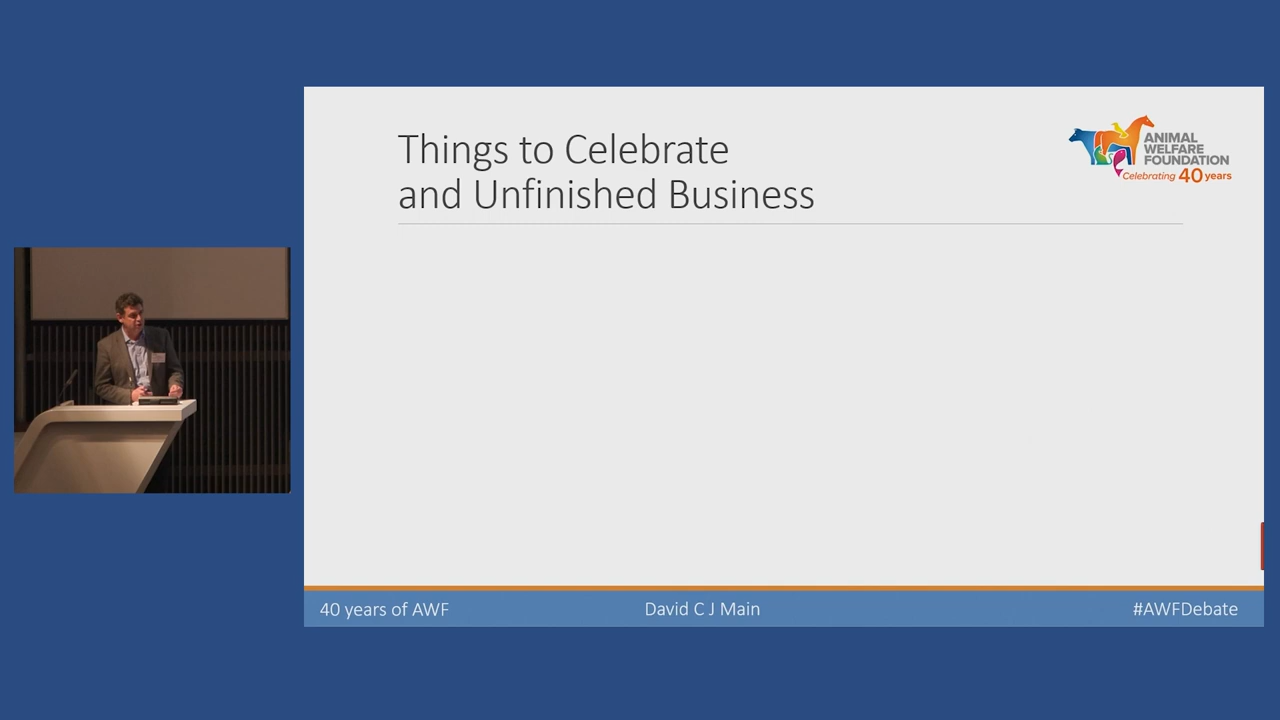 Things to Celebrate
and Unfinished Business
ANIMAL
WELFARE
FOUNDATION
Celebrating 40 years
40 years of AWF
David C J Main
#AWFDebate